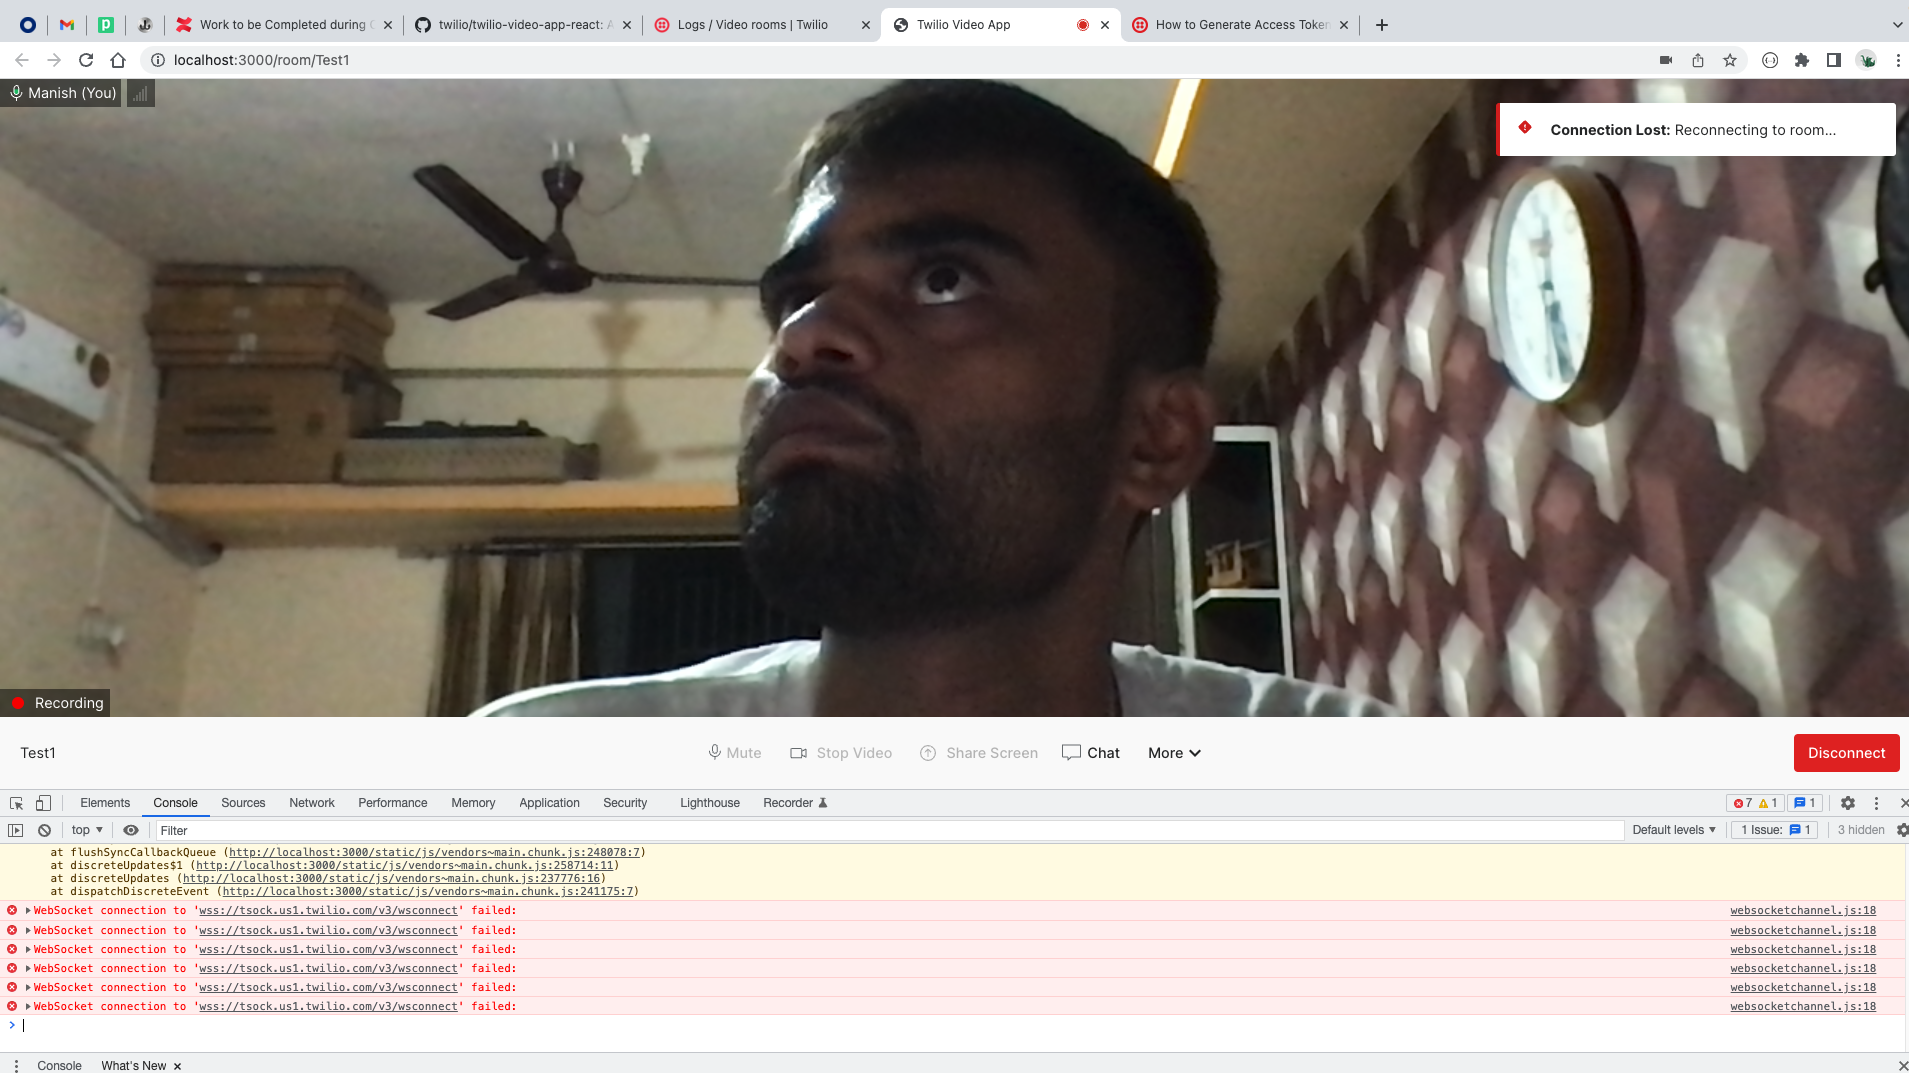 Work to be Completed during C
twilio/twilio-video-app-react: A
Logs / Video rooms | Twilio
Twilio Video App
How to Generate Access Token
localhost:3000/room/Test1
Manish (You)
Connection Lost: Reconnecting to room...
Recording
Test1
Mute
Stop Video
Share Screen
Chat
More
Disconnect
Elements Console Sources Network Performance Memory Application Security Lighthouse Recorder
7 1 1
top
Filter
Default levels
1 Issue: 1
3 hidden
at flushSyncCallbackQueue (http://localhost:3000/static/js/vendors~main.chunk.js:248078:7)
at discreteUpdates$1 (http://localhost:3000/static/js/vendors~main.chunk.js:258714:11)
at discreteUpdates (http://localhost:3000/static/js/vendors~main.chunk.js:237776:16)
at dispatchDiscreteEvent (http://localhost:3000/static/js/vendors~main.chunk.js:241175:7)
WebSocket connection to 'wss://tsock.us1.twilio.com/v3/wsconnect' failed: websocketchannel.js:18
WebSocket connection to 'wss://tsock.us1.twilio.com/v3/wsconnect' failed: websocketchannel.js:18
WebSocket connection to 'wss://tsock.us1.twilio.com/v3/wsconnect' failed: websocketchannel.js:18
WebSocket connection to 'wss://tsock.us1.twilio.com/v3/wsconnect' failed: websocketchannel.js:18
WebSocket connection to 'wss://tsock.us1.twilio.com/v3/wsconnect' failed: websocketchannel.js:18
WebSocket connection to 'wss://tsock.us1.twilio.com/v3/wsconnect' failed: websocketchannel.js:18
Console What's New